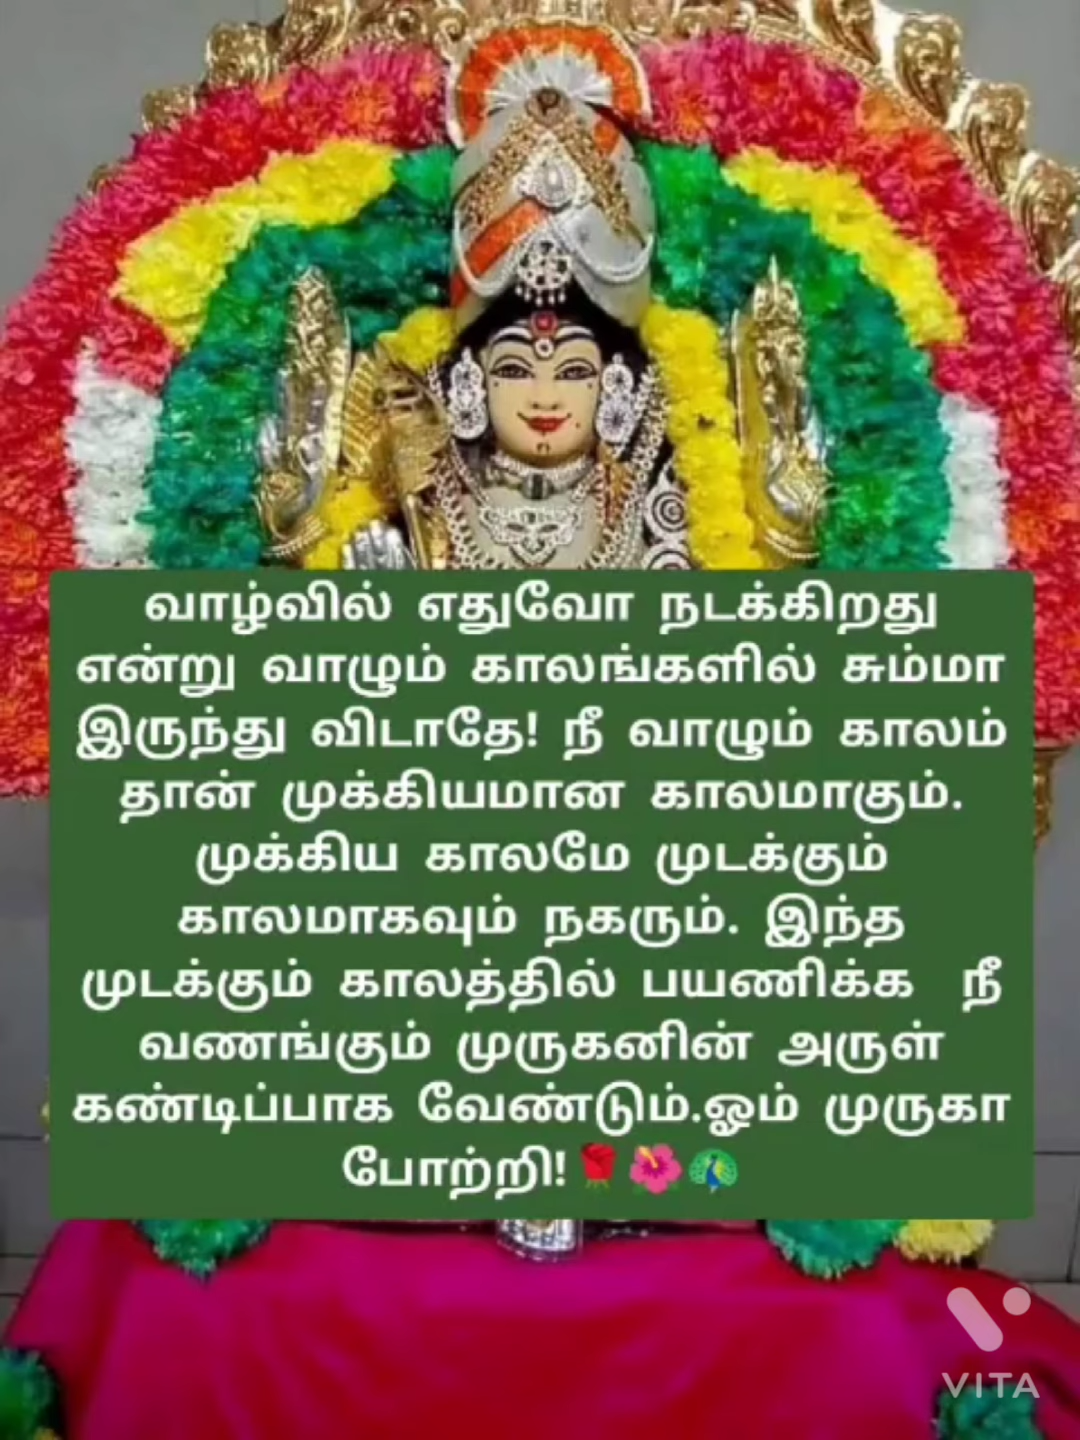 வாழ்வில் எதுவோ நடக்கிறது
என்று வாழும் காலங்களில் சும்மா
இருந்து விடாதே! நீ வாழும் காலம்
தான் முக்கியமான காலமாகும்.
முக்கிய காலமே முடக்கும்
காலமாகவும் நகரும். இந்த
முடக்கும் காலத்தில் பயணிக்க நீ
வணங்கும் முருகனின் அருள்
கண்டிப்பாக வேண்டும்.ஓம் முருகா
போற்றி!🌹🌺🦚
VITA